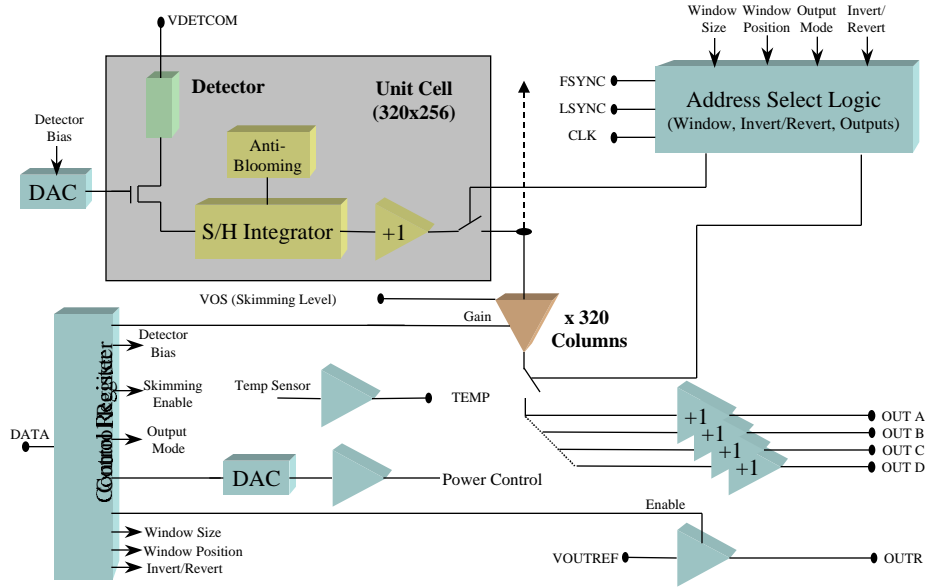 VDETCOM
Window
Size
Window
Position
Output
Mode
Invert/
Revert
Detector
Unit Cell
(320x256)
FSYNC
LSYNC
CLK
Address Select Logic
(Window, Invert/Revert, Outputs)
Detector
Bias
DAC
Anti-
Blooming
S/H Integrator
+1
VOS (Skimming Level)
Gain
x 320
Columns
Control Register
Detector
Bias
Skimming
Enable
Output
Mode
DATA
Temp Sensor
TEMP
DAC
Power Control
+1
+1
+1
+1
OUT A
OUT B
OUT C
OUT D
Enable
Window Size
Window Position
Invert/Revert
VOUTREF
OUTR